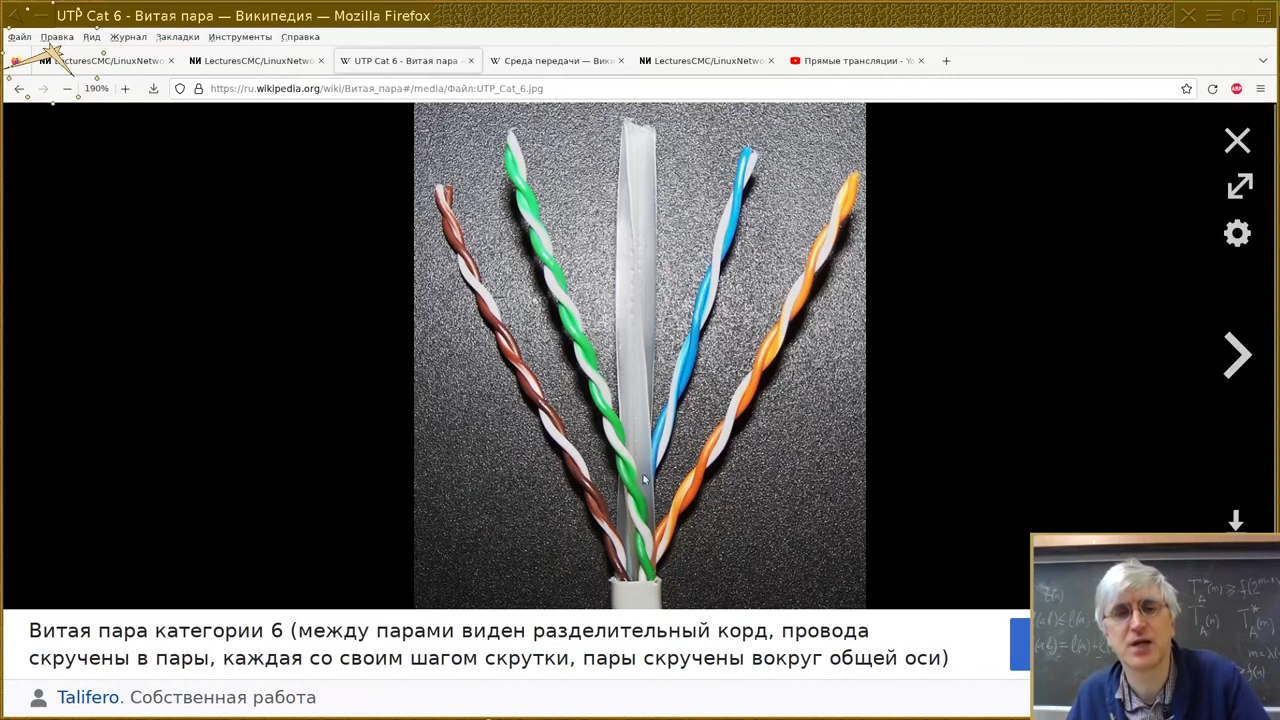 UTP Cat 6 - Витая пара — Википедия — Mozilla Firefox
Файл Правка Вид Журнал Закладки Инструменты Справка
LecturesCMC/LinuxNetwo LecturesCMC/LinuxNetwo UTP Cat 6 - Витая пара — Среда передачи — Вики LecturesCMC/LinuxNetwo Прямые трансляции - Yo
190% https://ru.wikipedia.org/wiki/Витая_пара#/media/Файл:UTP_Cat_6.jpg ABP
Витая пара категории 6 (между парами виден разделительный корд, провода
скручены в пары, каждая со своим шагом скрутки, пары скручены вокруг общей оси)
Talifero. Собственная работа